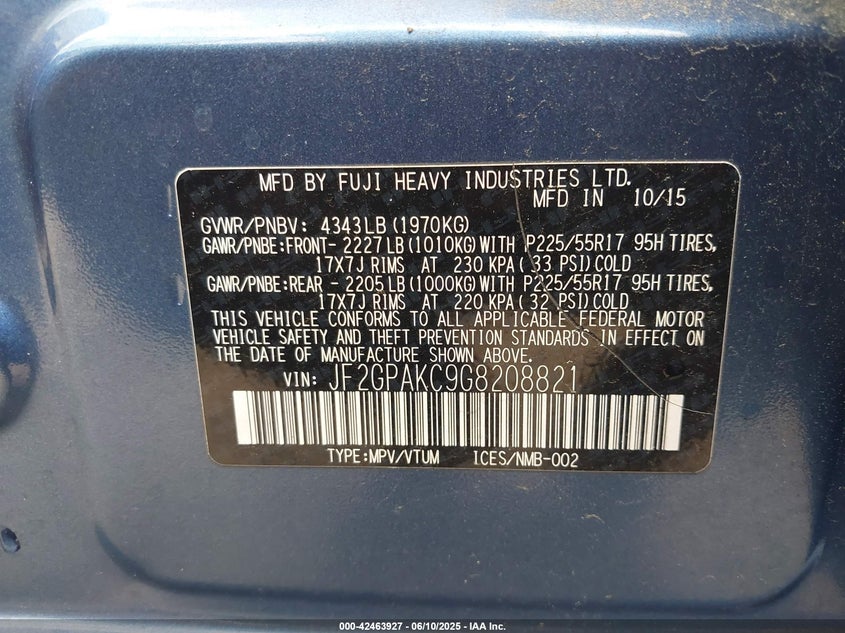 MFD BY FUJI HEAVY INDUSTRIES LTD.
MFD IN 10/15
GVWR/PNBV: 4343LB (1970KG)
GAWR/PNBE:FRONT- 2227LB (1010KG) WITH P225/55R17 95H TIRES,
17X7J RIMS AT 230 KPA( 33 PSI) COLD
GAWR/PNBE:REAR - 2205LB (1000KG) WITH P225/55R17 95H TIRES,
17X7J RIMS AT 220 KPA( 32 PSI) COLD
THIS VEHICLE CONFORMS TO ALL APPLICABLE FEDERAL MOTOR
VEHICLE SAFETY AND THEFT PREVENTION STANDARDS IN EFFECT ON
THE DATE OF MANUFACTURE SHOWN ABOVE.
VIN: JF2GPAKC9G8208821
TYPE:MPV/VTUM ICES/NMB-002
000-42463927 - 06/10/2025 - IAA Inc.